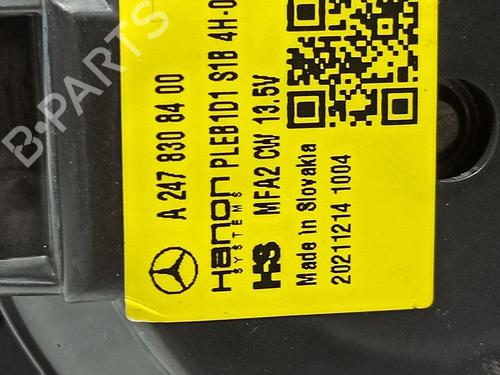 A 247 830 84 00
Hanon PLEB1D1 S1B 4H-0
SYSTEMS
HS MFA2 CW 13.5V
Made In Slovakia
20211214 1004
B-PARTS